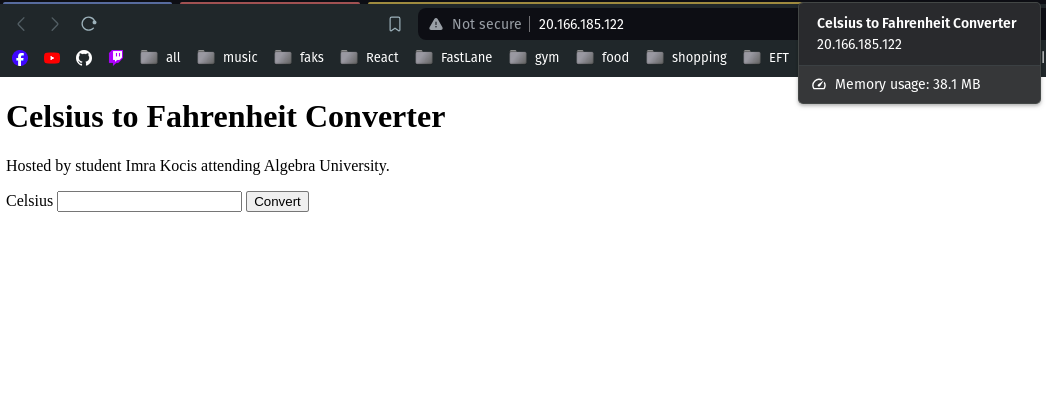 Not secure 20.166.185.122
Celsius to Fahrenheit Converter
20.166.185.122
all music faks React FastLane gym food shopping EFT
Memory usage: 38.1 MB
Celsius to Fahrenheit Converter
Hosted by student Imra Kocis attending Algebra University.
Celsius Convert